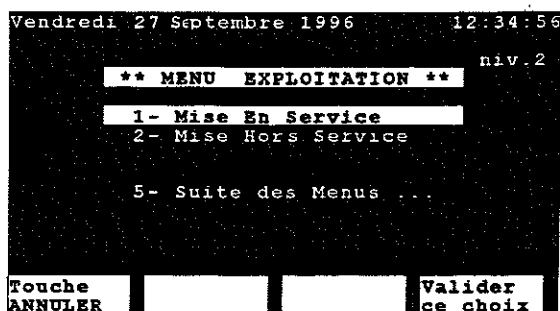 Vendredi 27 Septembre 1996 12:34:56
niv.2
** MENU EXPLOITATION **
1- Mise En Service
2- Mise Hors Service
5- Suite des Menus ...
Touche Valider
ANNULER ce choix